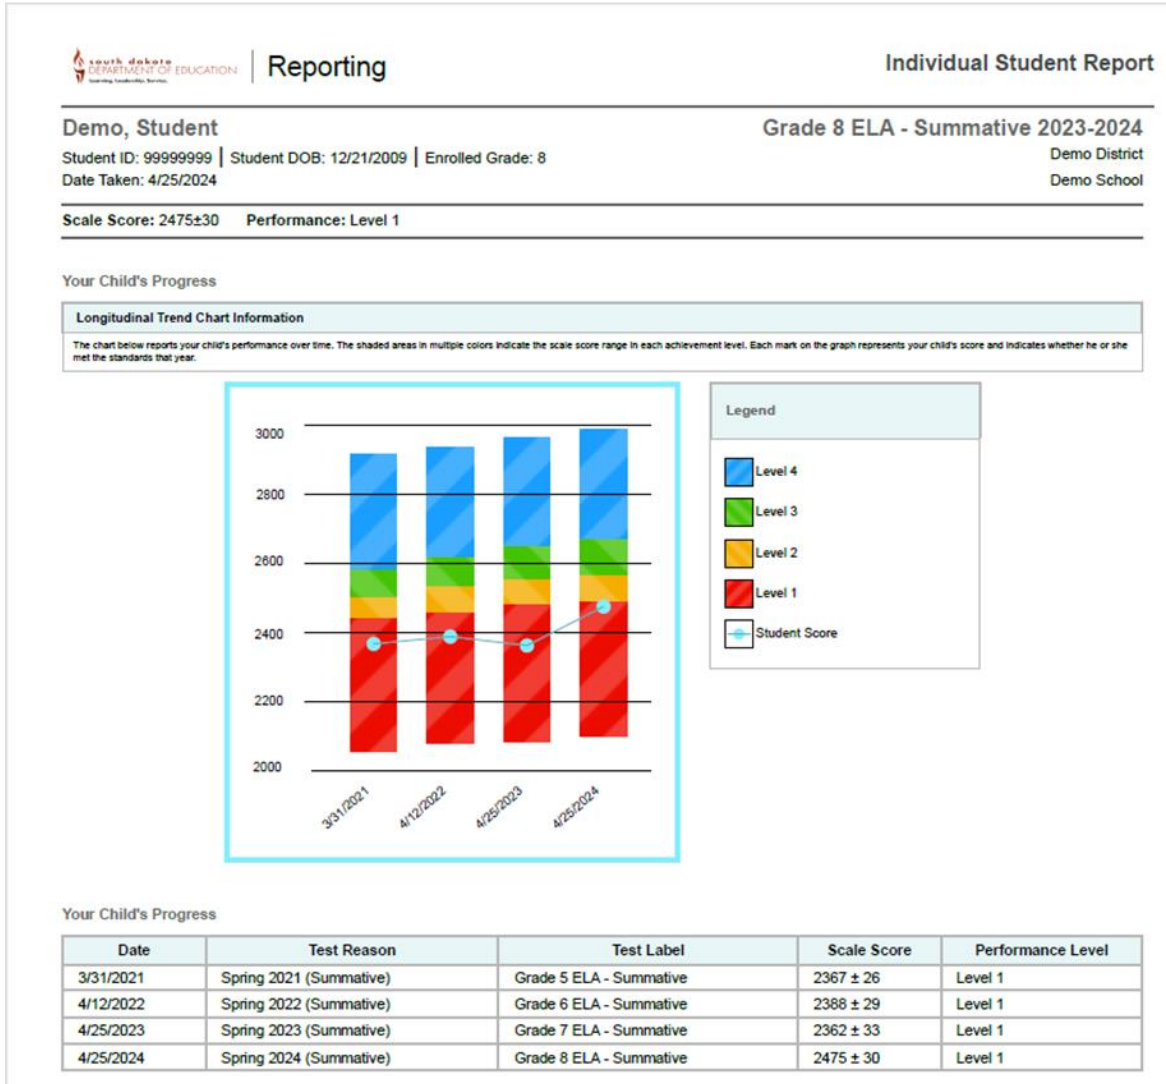 south dakota
DEPARTMENT OF EDUCATION
Learning. Leadership. Service.
Reporting
Individual Student Report
Demo, Student
Grade 8 ELA - Summative 2023-2024
Student ID: 99999999 | Student DOB: 12/21/2009 | Enrolled Grade: 8
Demo District
Date Taken: 4/25/2024
Demo School
Scale Score: 2475±30 Performance: Level 1
Your Child's Progress
Longitudinal Trend Chart Information
The chart below reports your child's performance over time. The shaded areas in multiple colors indicate the scale score range in each achievement level. Each mark on the graph represents your child's score and indicates whether he or she
met the standards that year.
3000
2800
2600
2400
2200
2000
3/31/2021
4/12/2022
4/25/2023
4/25/2024
Legend
Level 4
Level 3
Level 2
Level 1
Student Score
Your Child's Progress
Date Test Reason Test Label Scale Score Performance Level
3/31/2021 Spring 2021 (Summative) Grade 5 ELA - Summative 2367 ± 26 Level 1
4/12/2022 Spring 2022 (Summative) Grade 6 ELA - Summative 2388 ± 29 Level 1
4/25/2023 Spring 2023 (Summative) Grade 7 ELA - Summative 2362 ± 33 Level 1
4/25/2024 Spring 2024 (Summative) Grade 8 ELA - Summative 2475 ± 30 Level 1